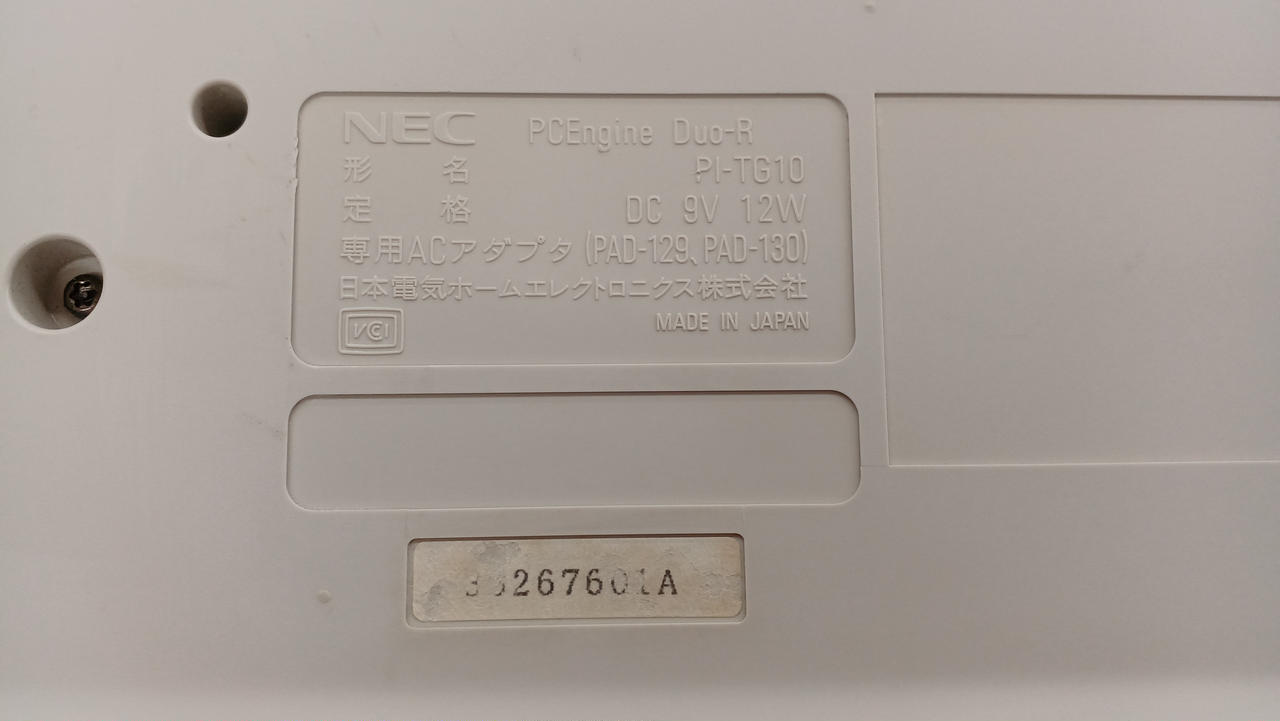 NEC PCEngine Duo-R
形名 PI-TG10
定格 DC 9V 12W
専用ACアダプタ (PAD-129、PAD-130)
日本電気ホームエレクトロニクス株式会社
VCI MADE IN JAPAN